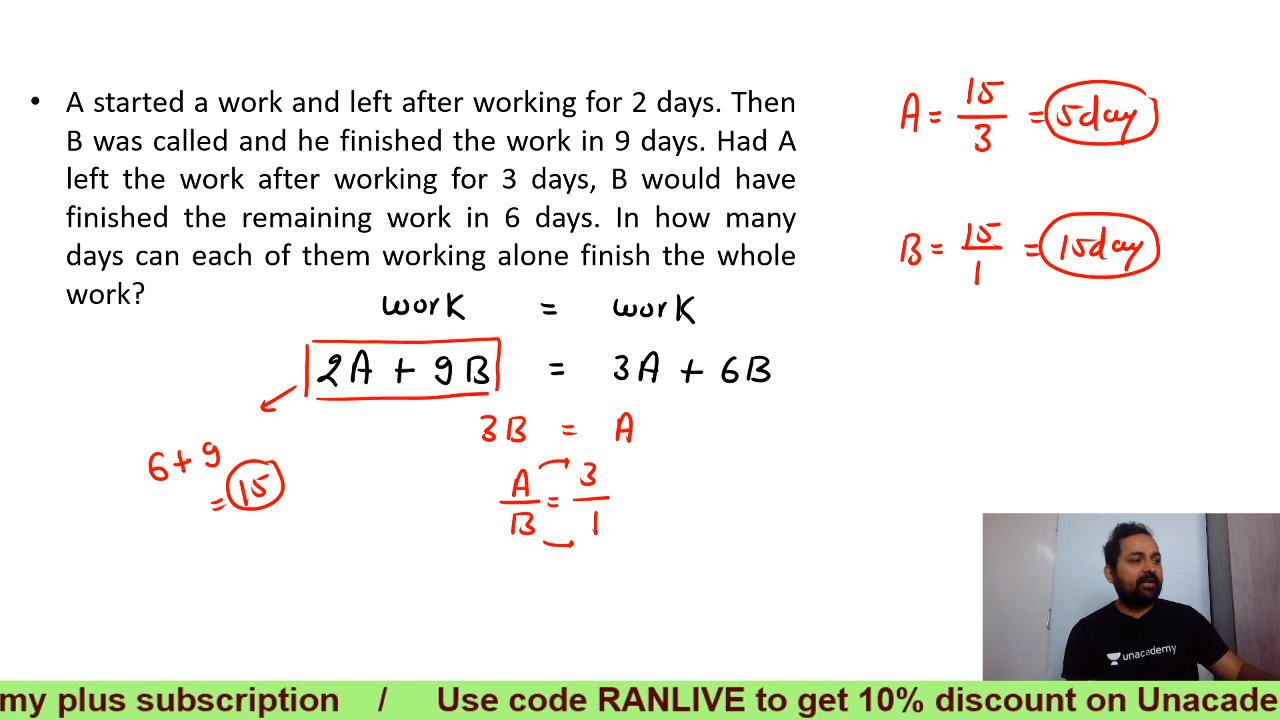 • A started a work and left after working for 2 days. Then
B was called and he finished the work in 9 days. Had A
left the work after working for 3 days, B would have
finished the remaining work in 6 days. In how many
days can each of them working alone finish the whole
work?
work = work
2A + 9B = 3A + 6B
3B = A
A/B = 3/1
6+9
= 15
A = 15/3 = 5day
B = 15/1 = 15day
unacademy
my plus subscription / Use code RANLIVE to get 10% discount on Unacade